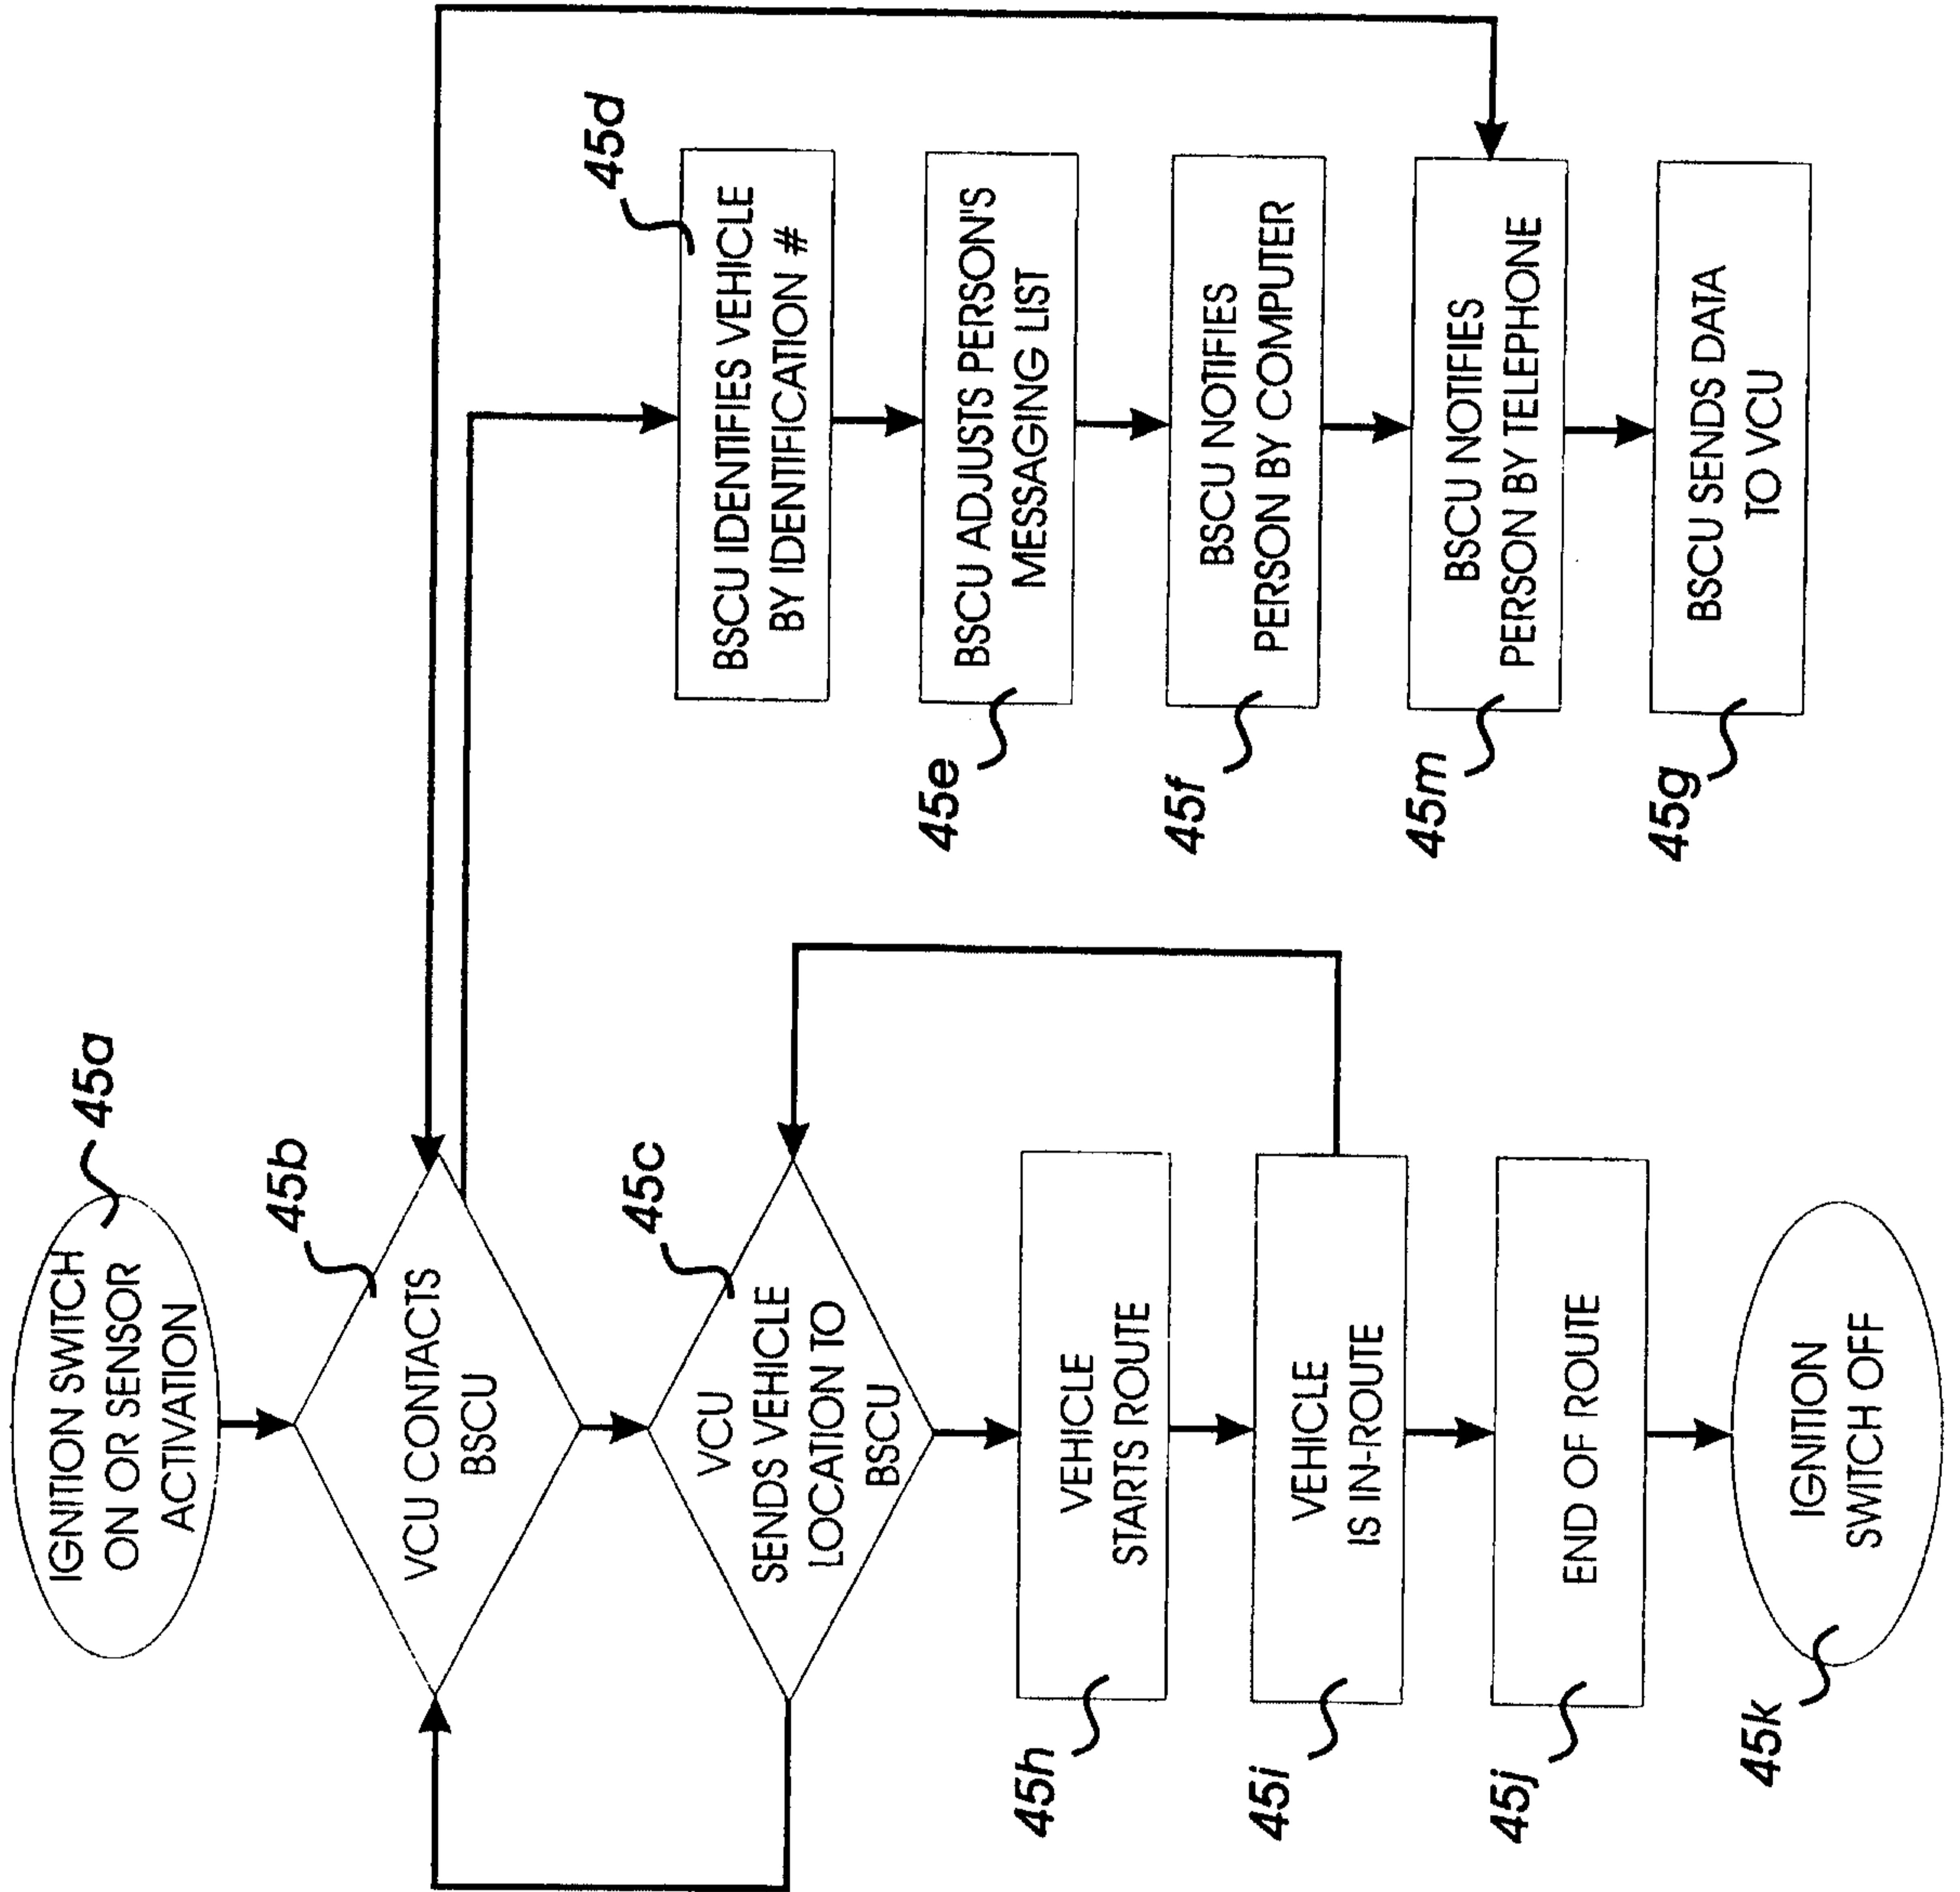 45a
IGNITION SWITCH
ON OR SENSOR
ACTIVATION
45b
VCU CONTACTS
BSCU
45c
VCU
SENDS VEHICLE
LOCATION TO
BSCU
45h
VEHICLE
STARTS ROUTE
45i
VEHICLE
IS IN-ROUTE
45j
END OF ROUTE
45k
IGNITION
SWITCH OFF
45d
BSCU IDENTIFIES VEHICLE
BY IDENTIFICATION #
45e
BSCU ADJUSTS PERSON'S
MESSAGING LIST
45f
BSCU NOTIFIES
PERSON BY COMPUTER
45m
BSCU NOTIFIES
PERSON BY TELEPHONE
45g
BSCU SENDS DATA
TO VCU